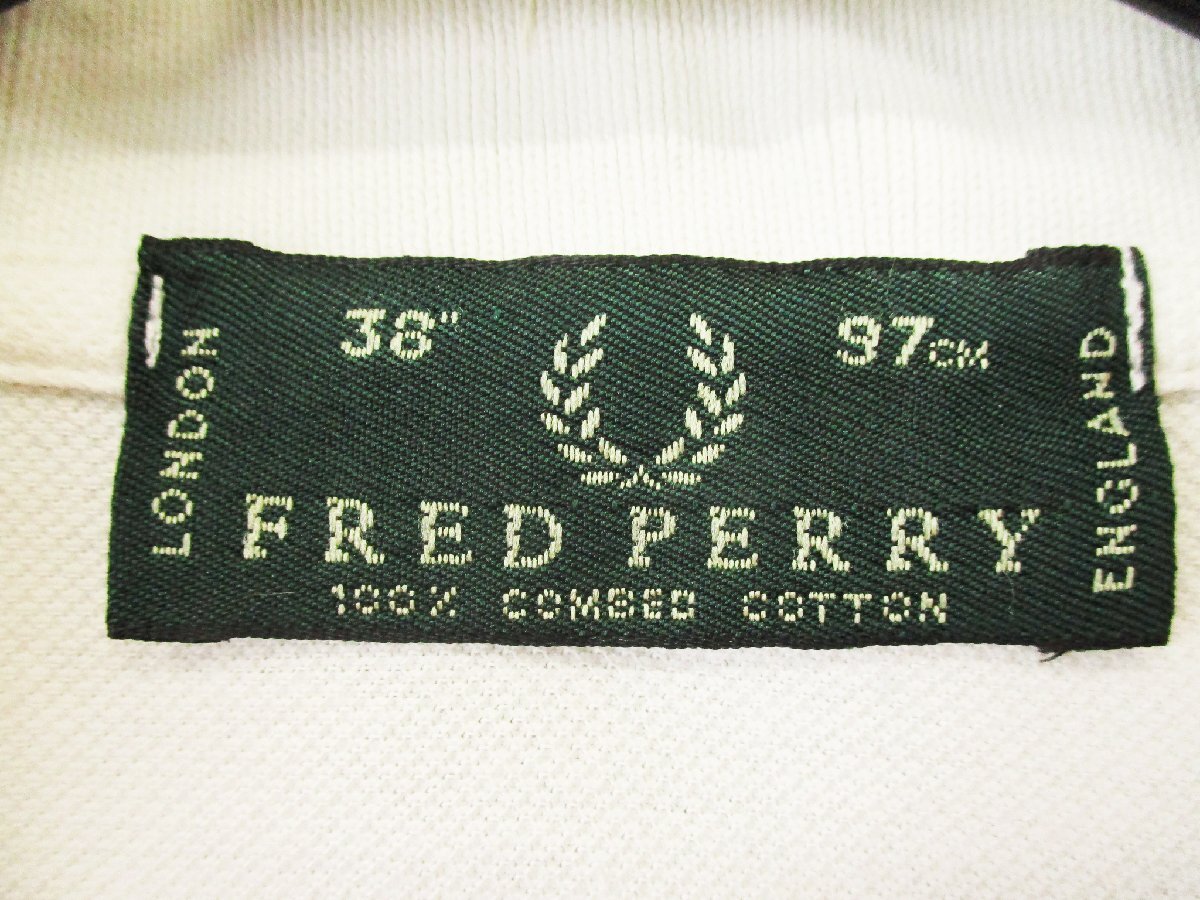 38" 97CM
LONDON
ENGLAND
FRED PERRY
100% COMBED COTTON